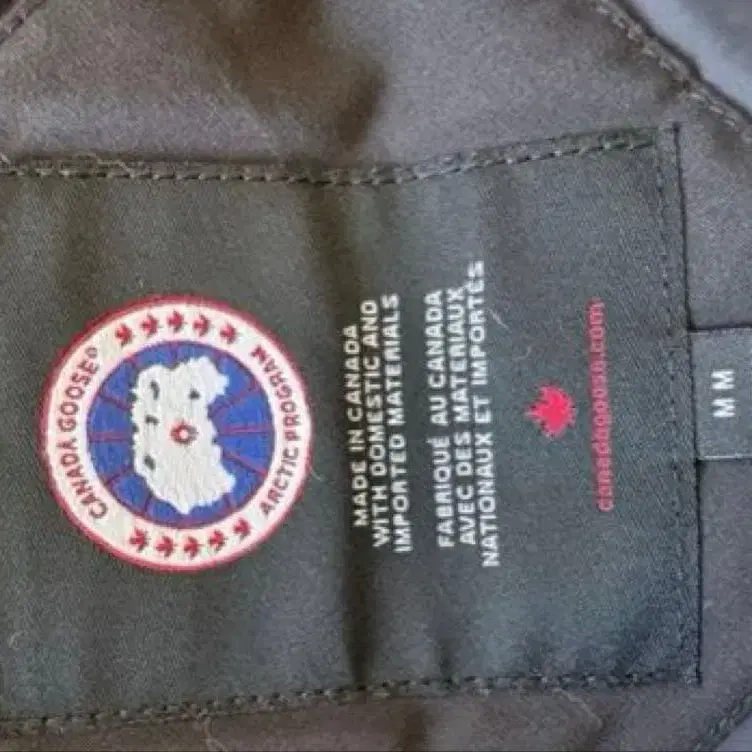 CANADA GOOSE®
ARCTIC PROGRAM
MADE IN CANADA
WITH DOMESTIC AND
IMPORTED MATERIALS
FABRIQUÉ AU CANADA
AVEC DES MATERIAUX
NATIONAUX ET IMPORTÉS
canadagoose.com
M M